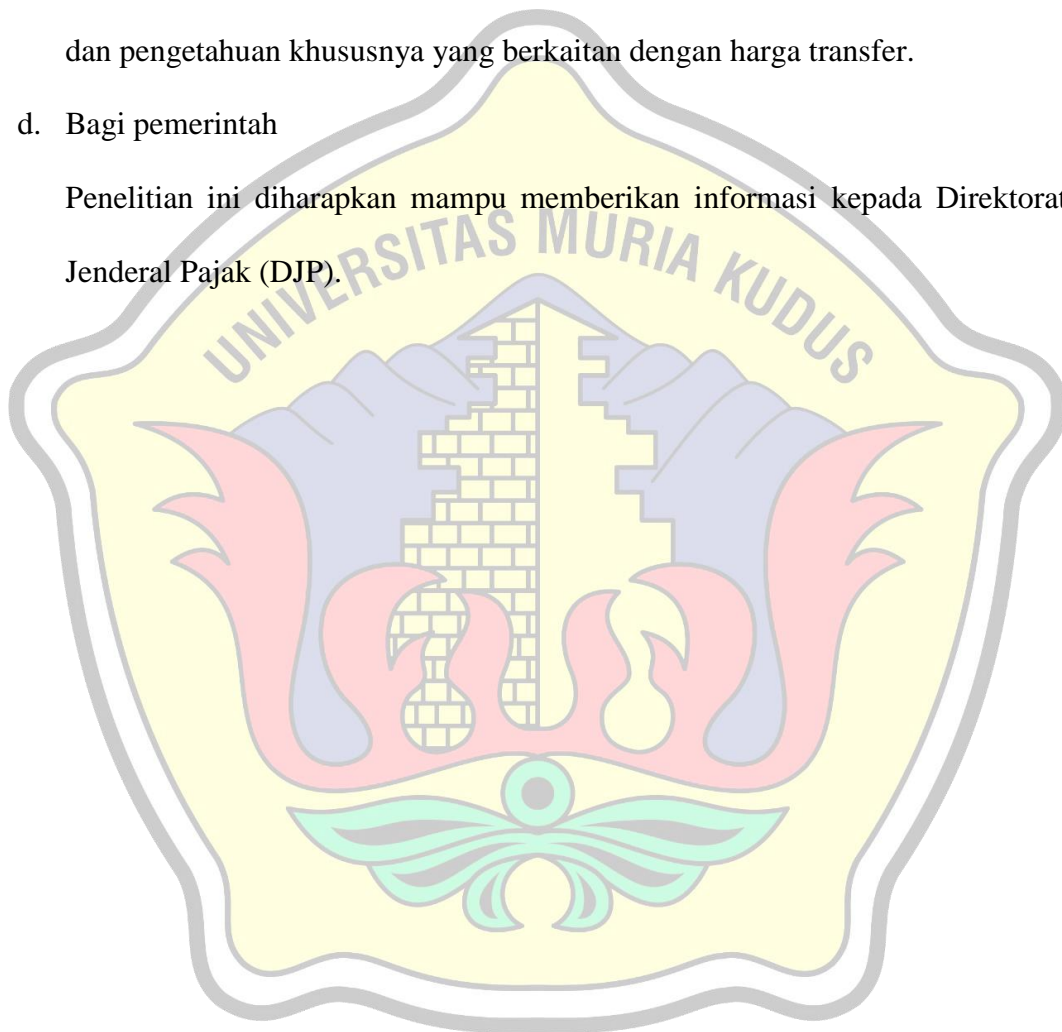 dan pengetahuan khususnya yang berkaitan dengan harga transfer.
d. Bagi pemerintah
Penelitian ini diharapkan mampu memberikan informasi kepada Direktorat
Jenderal Pajak (DJP).
UNIVERSITAS MURIA KUDUS